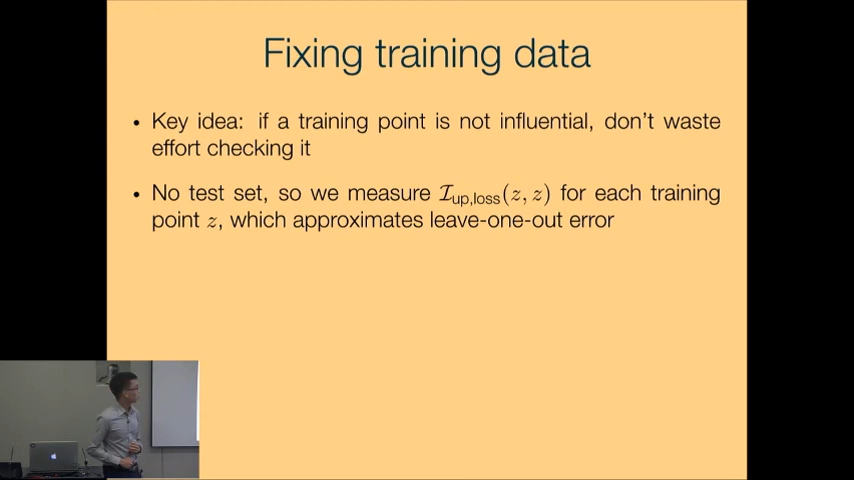 Fixing training data
• Key idea: if a training point is not influential, don't waste
effort checking it
• No test set, so we measure 𝓘up,loss(z, z) for each training
point z, which approximates leave-one-out error